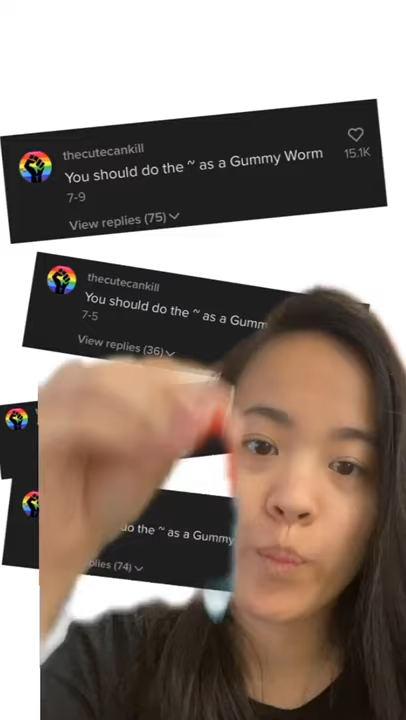 thecutecankill
You should do the ~ as a Gummy Worm
15.1K
7-9
View replies (75)
thecutecankill
You should do the ~ as a Gumm
7-5
View replies (36)
do the ~ as a Gummy
plies (74)